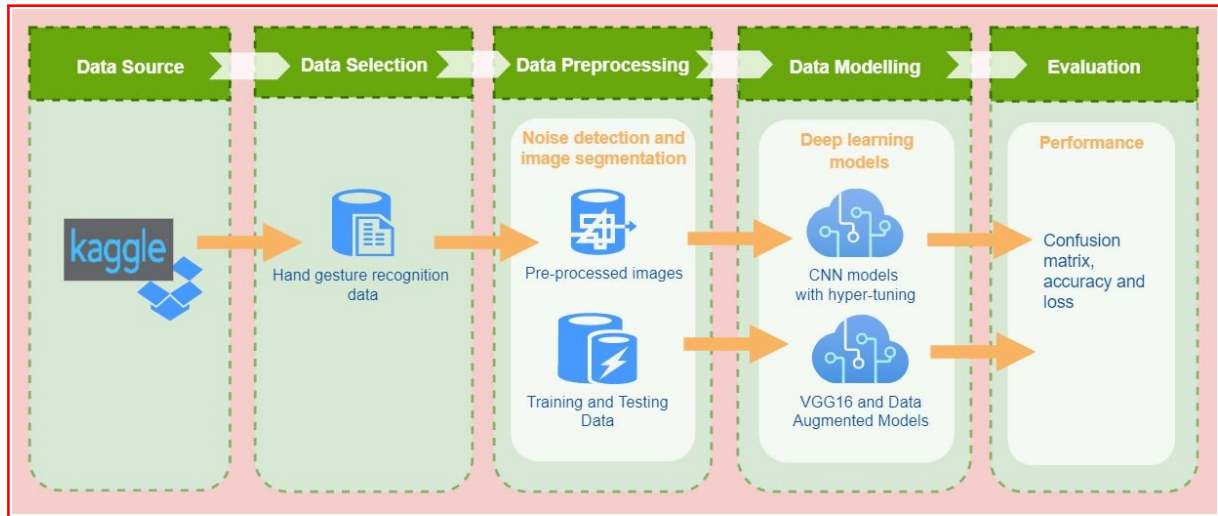 Data Source
Data Selection
Data Preprocessing
Data Modelling
Evaluation
kaggle
Hand gesture recognition
data
Noise detection and
image segmentation
Pre-processed images
Training and Testing
Data
Deep learning
models
CNN models
with hyper-tuning
VGG16 and Data
Augmented Models
Performance
Confusion
matrix,
accuracy and
loss